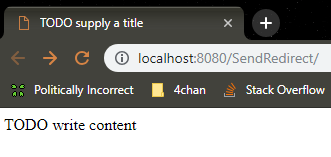 TODO supply a title
localhost:8080/SendRedirect/
Politically Incorrect 4chan Stack Overflow
TODO write content